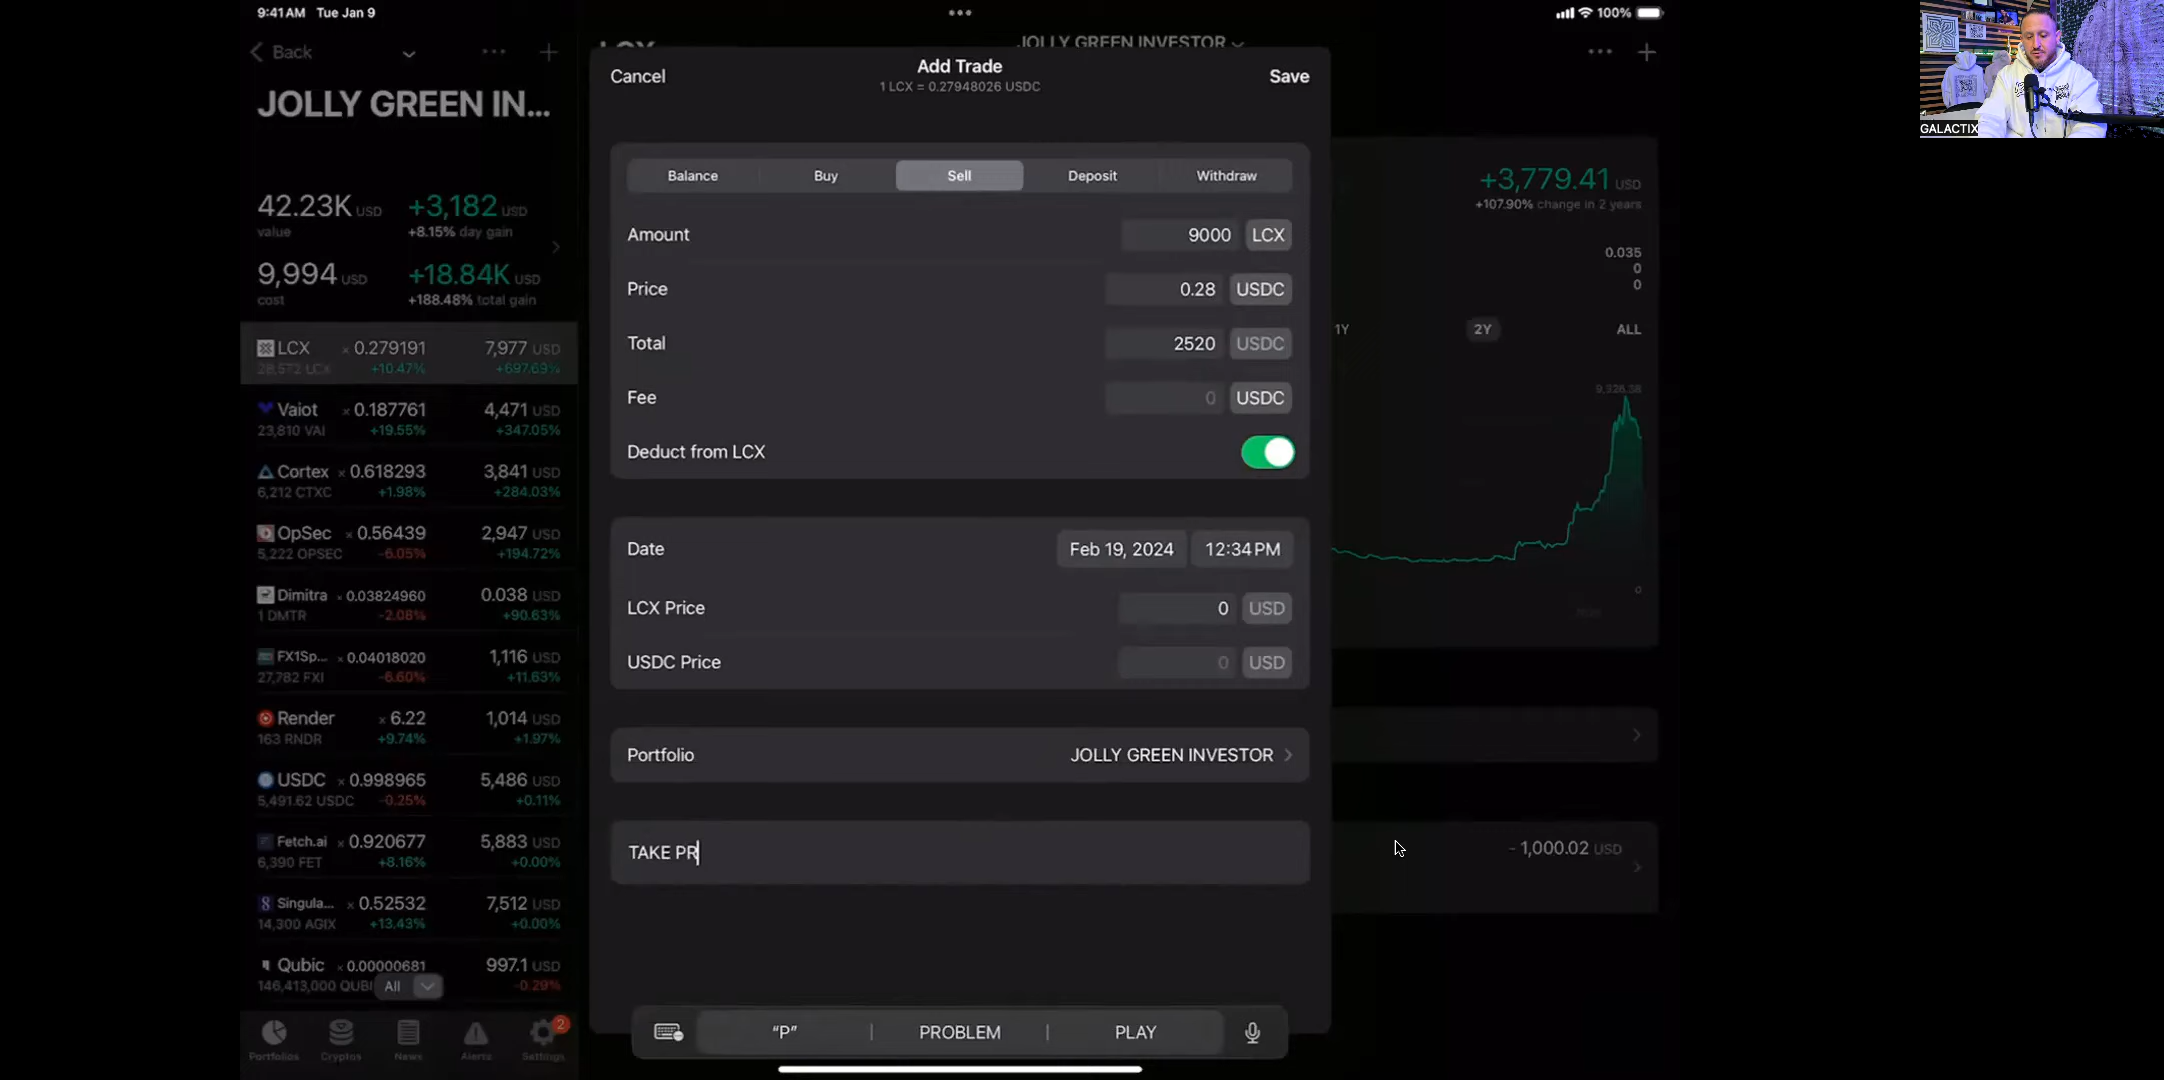 9:41AM Tue Jan 9
100%
Back
JOLLY GREEN IN...
42.23K USD +3,182 USD
value +8.15% day gain
9,994 USD +18.84K USD
cost +188.48% total gain
LCX × 0.279191 7,977 USD
28,572 LCX +10.47% +697.69%
Vaiot × 0.187761 4,471 USD
23,810 VAI +19.55% +347.05%
Cortex × 0.618293 3,841 USD
6,212 CTXC +1.98% +284.03%
OpSec × 0.56439 2,947 USD
5,222 OPSEC -6.05% +194.72%
Dimitra × 0.03824960 0.038 USD
1 DMTR -2.08% +90.63%
FX1Sp... × 0.04018020 1,116 USD
27,782 FXI -6.60% +11.63%
Render × 6.22 1,014 USD
163 RNDR +9.74% +1.97%
USDC × 0.998965 5,486 USD
5,491.62 USDC -0.25% +0.11%
Fetch.ai × 0.920677 5,883 USD
6,390 FET +8.16% +0.00%
Singula... × 0.52532 7,512 USD
14,300 AGIX +13.43% +0.00%
Qubic × 0.00000681 997.1 USD
146,413,000 QUBI All -0.29%
Portfolios Cryptos News Alerts Settings
2
JOLLY GREEN INVESTOR
Cancel Add Trade Save
1 LCX = 0.27948026 USDC
Balance Buy Sell Deposit Withdraw
Amount 9000 LCX
Price 0.28 USDC
Total 2520 USDC
Fee 0 USDC
Deduct from LCX
Date Feb 19, 2024 12:34PM
LCX Price 0 USD
USDC Price 0 USD
Portfolio JOLLY GREEN INVESTOR
TAKE PR
"P" PROBLEM PLAY
+3,779.41 USD
+107.90% change in 2 years
0.035
0
0
1Y 2Y ALL
9,326.38
0
- 1,000.02 USD
GALACTIX